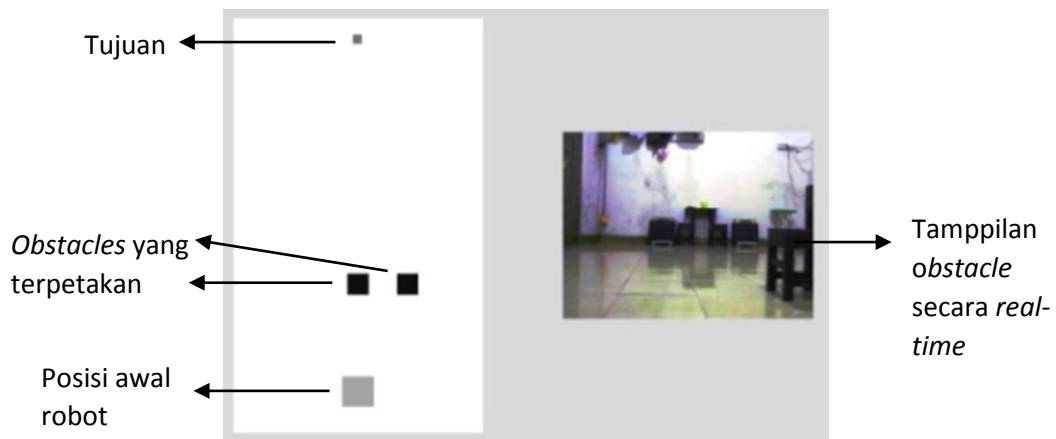 Tujuan
Obstacles yang
terpetakan
Posisi awal
robot
Tamppilan
obstacle
secara real-
time